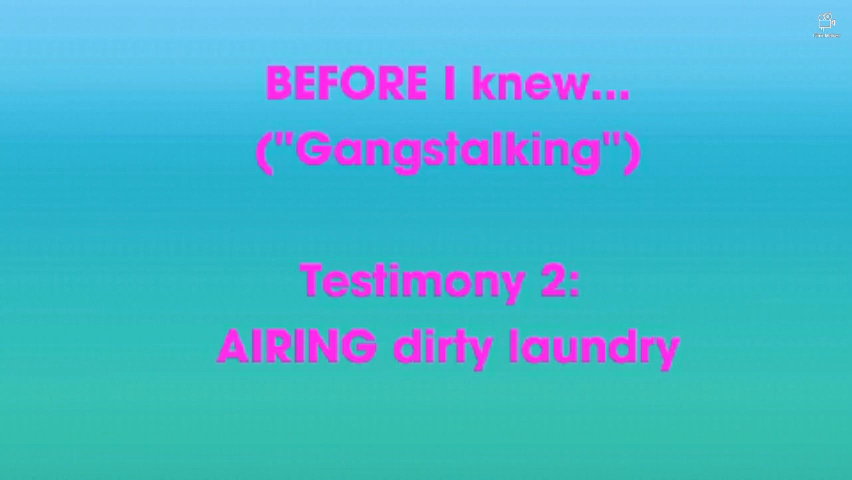 BEFORE I knew...
("Gangstalking")
Testimony 2:
AIRING dirty laundry